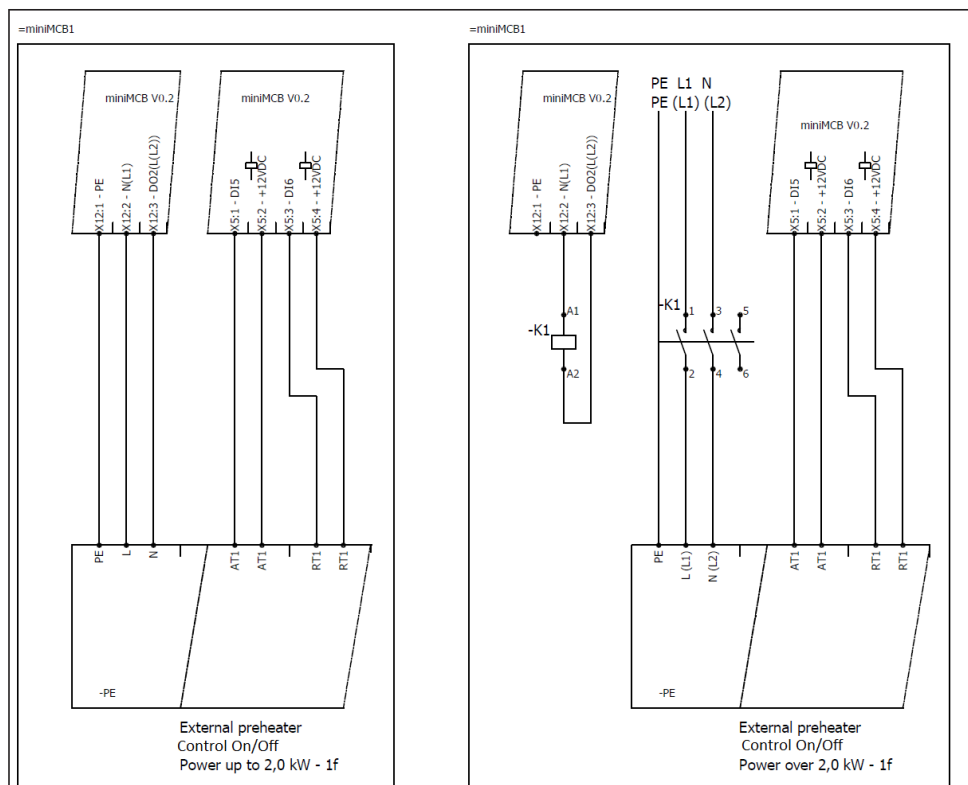 =miniMCB1
miniMCB V0.2
miniMCB V0.2
X12:1 - PE
X12:2 - N(L1)
X12:3 - DO2(L(L2))
X5:1 - DI5
X5:2 - +12VDC
X5:3 - DI6
X5:4 - +12VDC
PE
L
N
AT1
AT1
RT1
RT1
-PE
External preheater
Control On/Off
Power up to 2,0 kW - 1f
=miniMCB1
miniMCB V0.2
PE L1 N
PE (L1) (L2)
miniMCB V0.2
X12:1 - PE
X12:2 - N(L1)
X12:3 - DO2(L(L2))
X5:1 - DI5
X5:2 - +12VDC
X5:3 - DI6
X5:4 - +12VDC
A1
-K1
A2
-K1
1
3
5
2
4
6
PE
L (L1)
N (L2)
AT1
AT1
RT1
RT1
-PE
External preheater
Control On/Off
Power over 2,0 kW - 1f